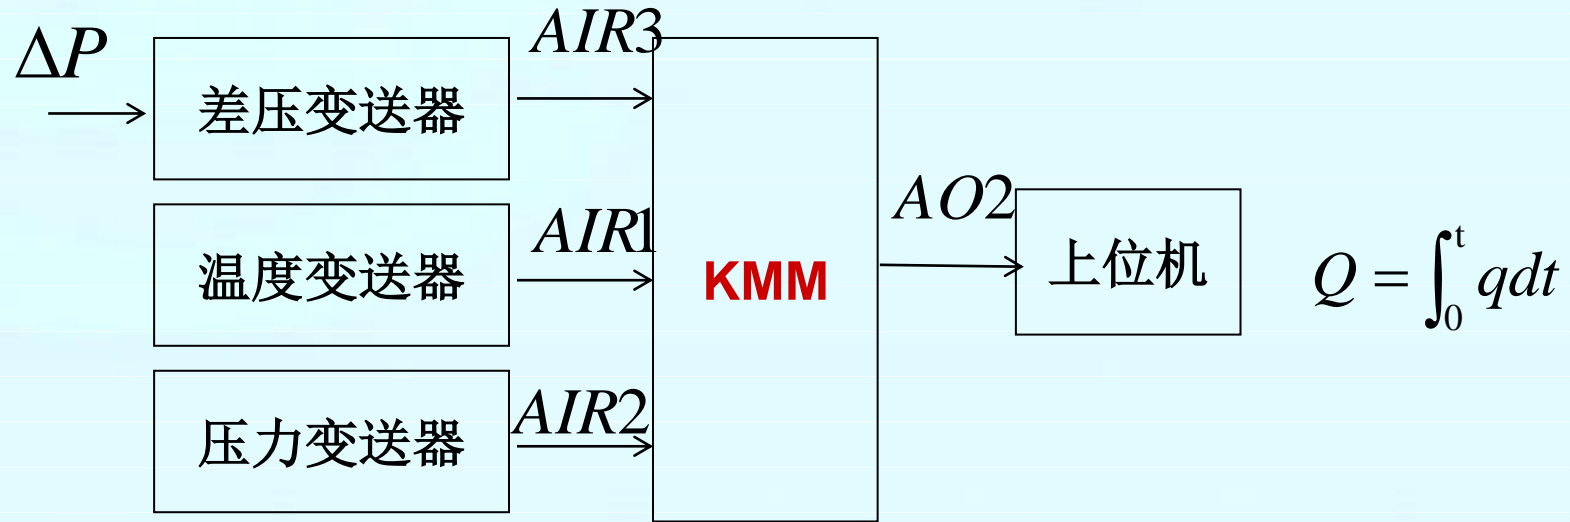 ΔP
差压变送器
AIR3
温度变送器
AIR1
压力变送器
AIR2
KMM
AO2
上位机
Q = ∫₀ᵗ qdt